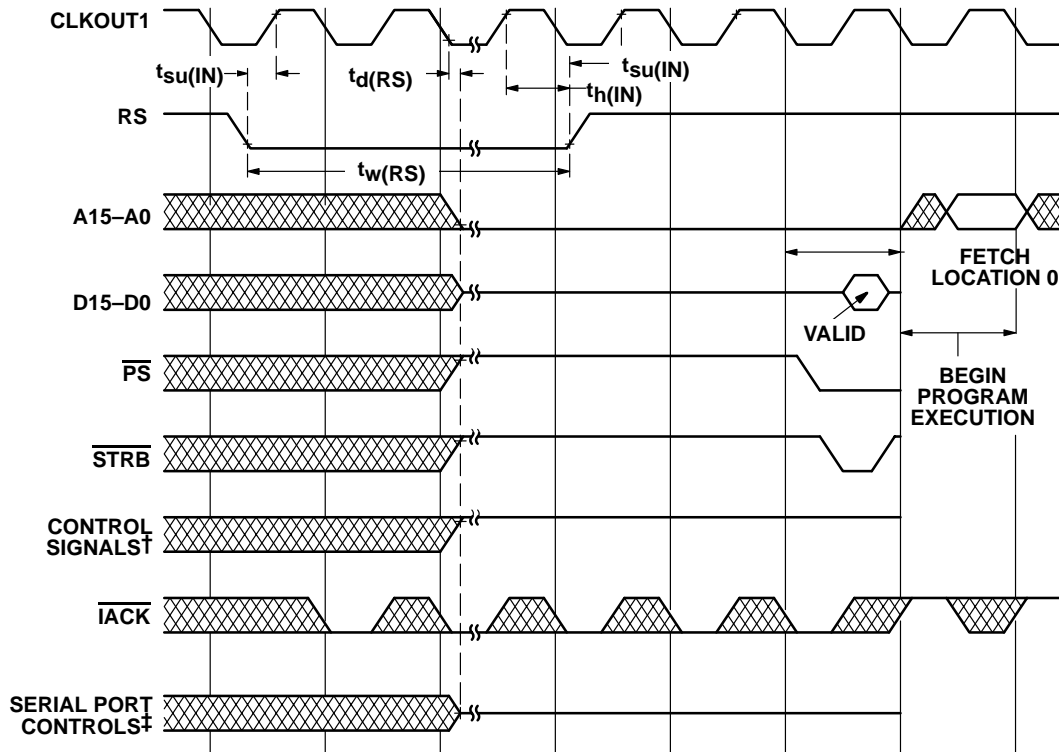 CLKOUT1
tsu(IN)
td(RS)
tsu(IN)
th(IN)
RS
tw(RS)
A15–A0
FETCH
LOCATION 0
D15–D0
VALID
PS
BEGIN
PROGRAM
EXECUTION
STRB
CONTROL
SIGNALS†
IACK
SERIAL PORT
CONTROLS‡